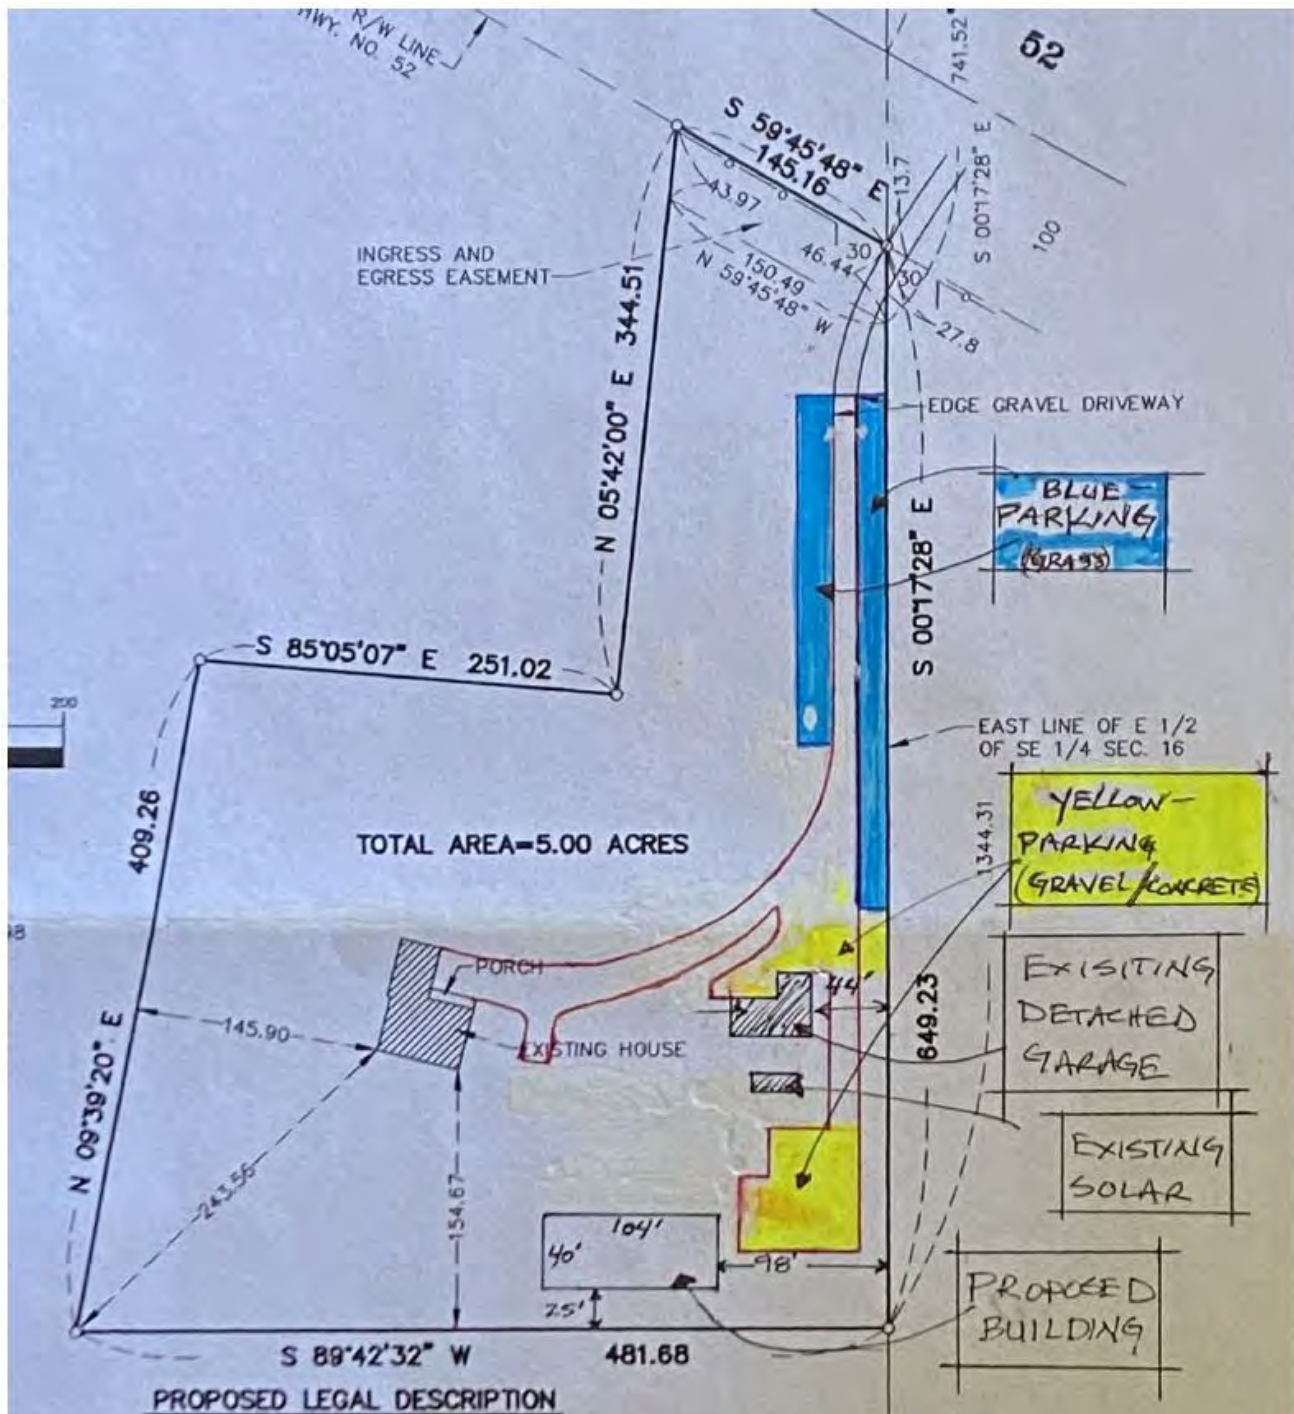 R/W LINE
HWY. NO. 52
52
741.52'
S 59°45'48" E
145.16
13.7
S 00°17'28" E
100
43.97
INGRESS AND
EGRESS EASEMENT
46.44
30
30
150.49
N 59°45'48" W
27.8
N 05°42'00" E 344.51
EDGE GRAVEL DRIVEWAY
BLUE
PARKING
(GRASS)
S 00°17'28" E
S 85°05'07" E 251.02
200
EAST LINE OF E 1/2
OF SE 1/4 SEC. 16
409.26
1344.31
YELLOW-
PARKING
(GRAVEL/CONCRETE)
TOTAL AREA=5.00 ACRES
98
PORCH
44'
649.23
EXISITING
DETACHED
GARAGE
145.90
EXISTING HOUSE
N 09°39'20" E
243.56
154.67
EXISTING
SOLAR
104'
40'
98'
25'
PROPOSED
BUILDING
S 89°42'32" W 481.68
PROPOSED LEGAL DESCRIPTION